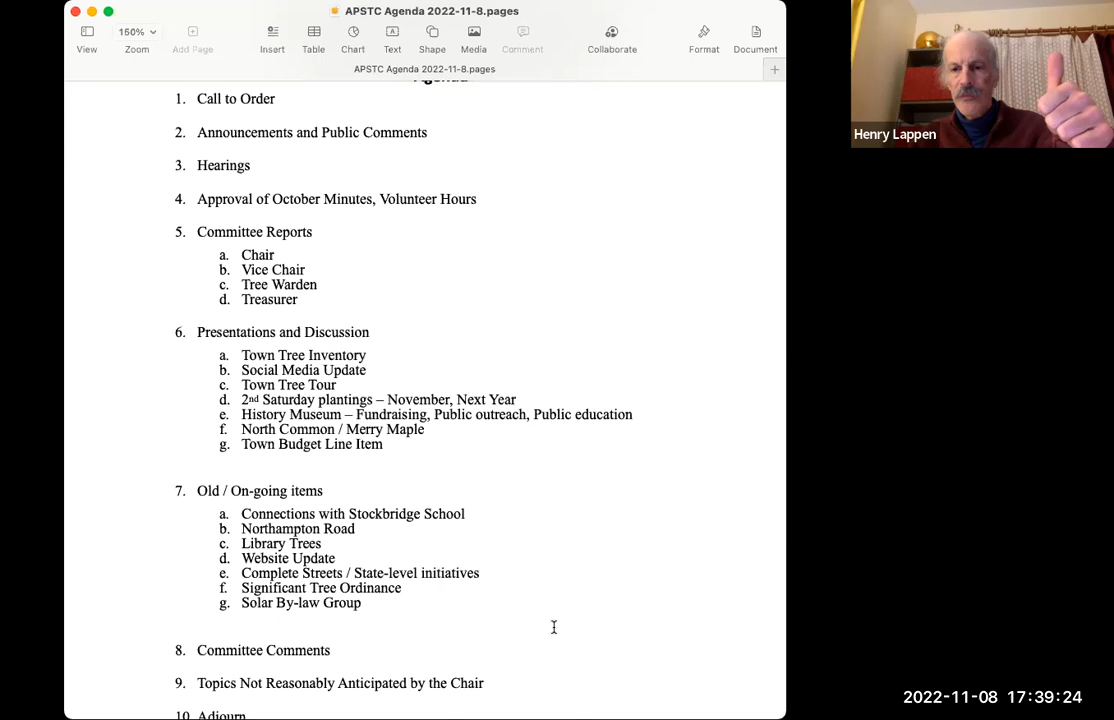 APSTC Agenda 2022-11-8.pages
150%
View
Zoom
Add Page
Insert
Table
Chart
Text
Shape
Media
Comment
Collaborate
Format
Document
APSTC Agenda 2022-11-8.pages
Agenda
1. Call to Order
2. Announcements and Public Comments
3. Hearings
4. Approval of October Minutes, Volunteer Hours
5. Committee Reports
a. Chair
b. Vice Chair
c. Tree Warden
d. Treasurer
6. Presentations and Discussion
a. Town Tree Inventory
b. Social Media Update
c. Town Tree Tour
d. 2nd Saturday plantings – November, Next Year
e. History Museum – Fundraising, Public outreach, Public education
f. North Common / Merry Maple
g. Town Budget Line Item
7. Old / On-going items
a. Connections with Stockbridge School
b. Northampton Road
c. Library Trees
d. Website Update
e. Complete Streets / State-level initiatives
f. Significant Tree Ordinance
g. Solar By-law Group
8. Committee Comments
9. Topics Not Reasonably Anticipated by the Chair
10. Adjourn
Henry Lappen
2022-11-08 17:39:24